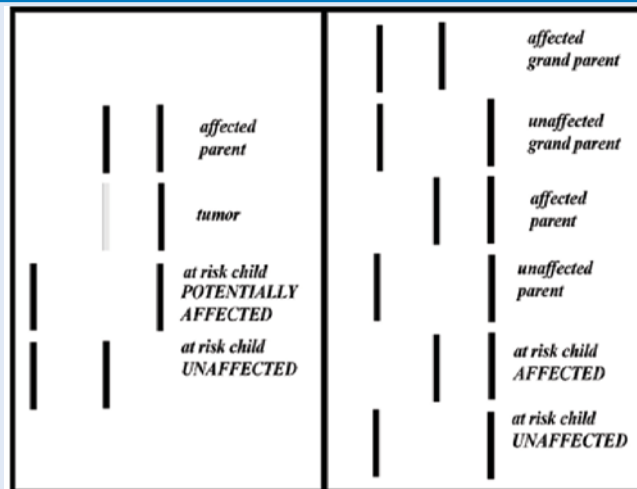 affected
parent
tumor
at risk child
POTENTIALLY
AFFECTED
at risk child
UNAFFECTED
affected
grand parent
unaffected
grand parent
affected
parent
unaffected
parent
at risk child
AFFECTED
at risk child
UNAFFECTED